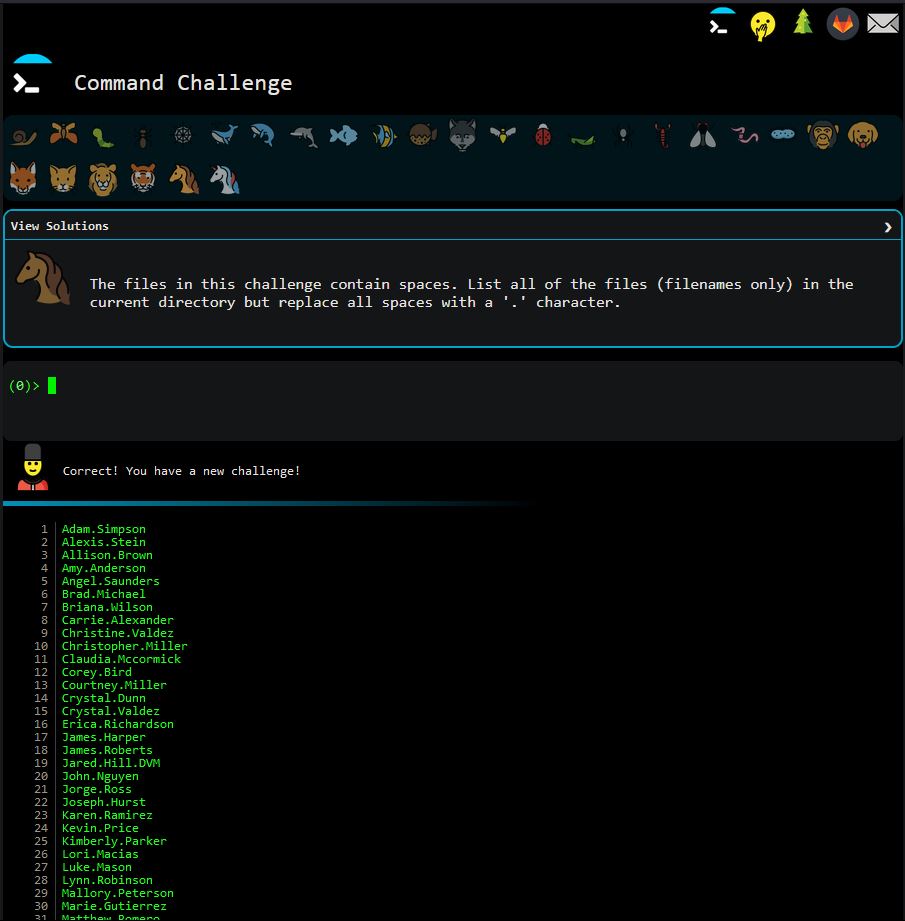 Command Challenge
View Solutions
The files in this challenge contain spaces. List all of the files (filenames only) in the
current directory but replace all spaces with a '.' character.
(0)>
Correct! You have a new challenge!
1 Adam.Simpson
2 Alexis.Stein
3 Allison.Brown
4 Amy.Anderson
5 Angel.Saunders
6 Brad.Michael
7 Briana.Wilson
8 Carrie.Alexander
9 Christine.Valdez
10 Christopher.Miller
11 Claudia.Mccormick
12 Corey.Bird
13 Courtney.Miller
14 Crystal.Dunn
15 Crystal.Valdez
16 Erica.Richardson
17 James.Harper
18 James.Roberts
19 Jared.Hill.DVM
20 John.Nguyen
21 Jorge.Ross
22 Joseph.Hurst
23 Karen.Ramirez
24 Kevin.Price
25 Kimberly.Parker
26 Lori.Macias
27 Luke.Mason
28 Lynn.Robinson
29 Mallory.Peterson
30 Marie.Gutierrez
31 Matthew.Romero